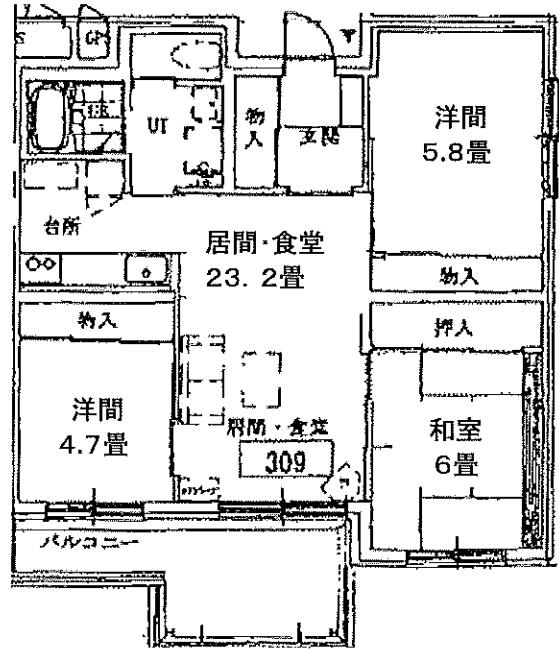 UT
物入
玄関
洋間
5.8畳
台所
居間·食堂
23.2畳
物入
物入
押入
洋間
4.7畳
居間・食堂
309
和室
6畳
バルコニー